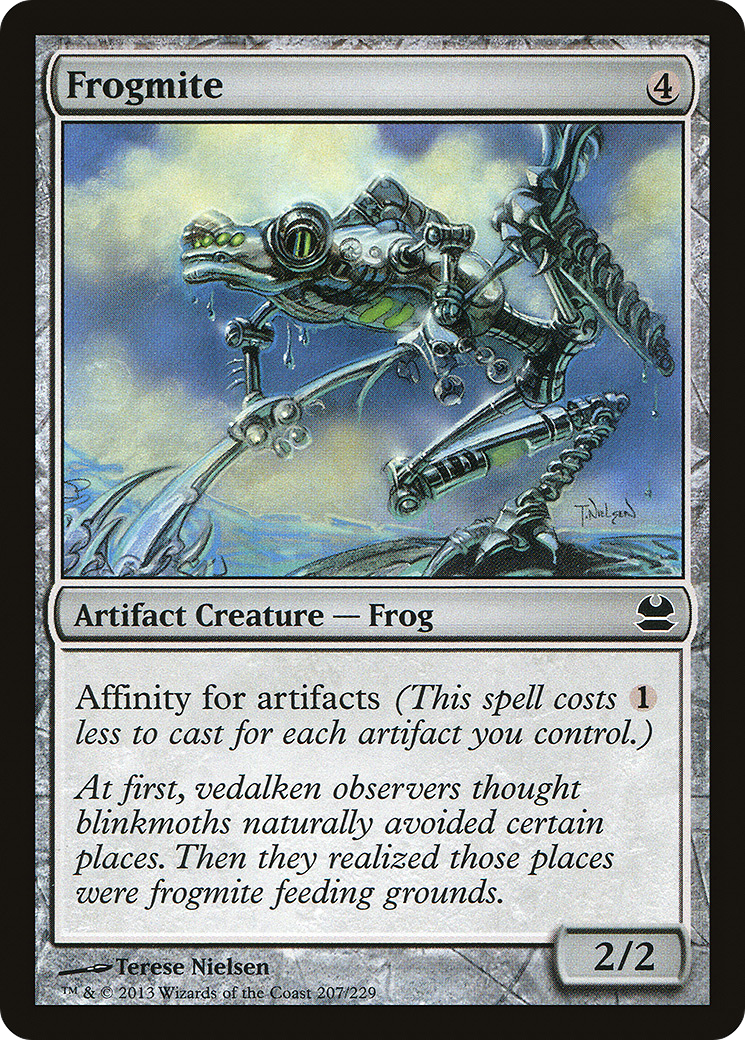 Frogmite 4
T. NIELSEN
Artifact Creature — Frog
Affinity for artifacts (This spell costs 1
less to cast for each artifact you control.)
At first, vedalken observers thought
blinkmoths naturally avoided certain
places. Then they realized those places
were frogmite feeding grounds.
2/2
Terese Nielsen
™ & © 2013 Wizards of the Coast 207/229